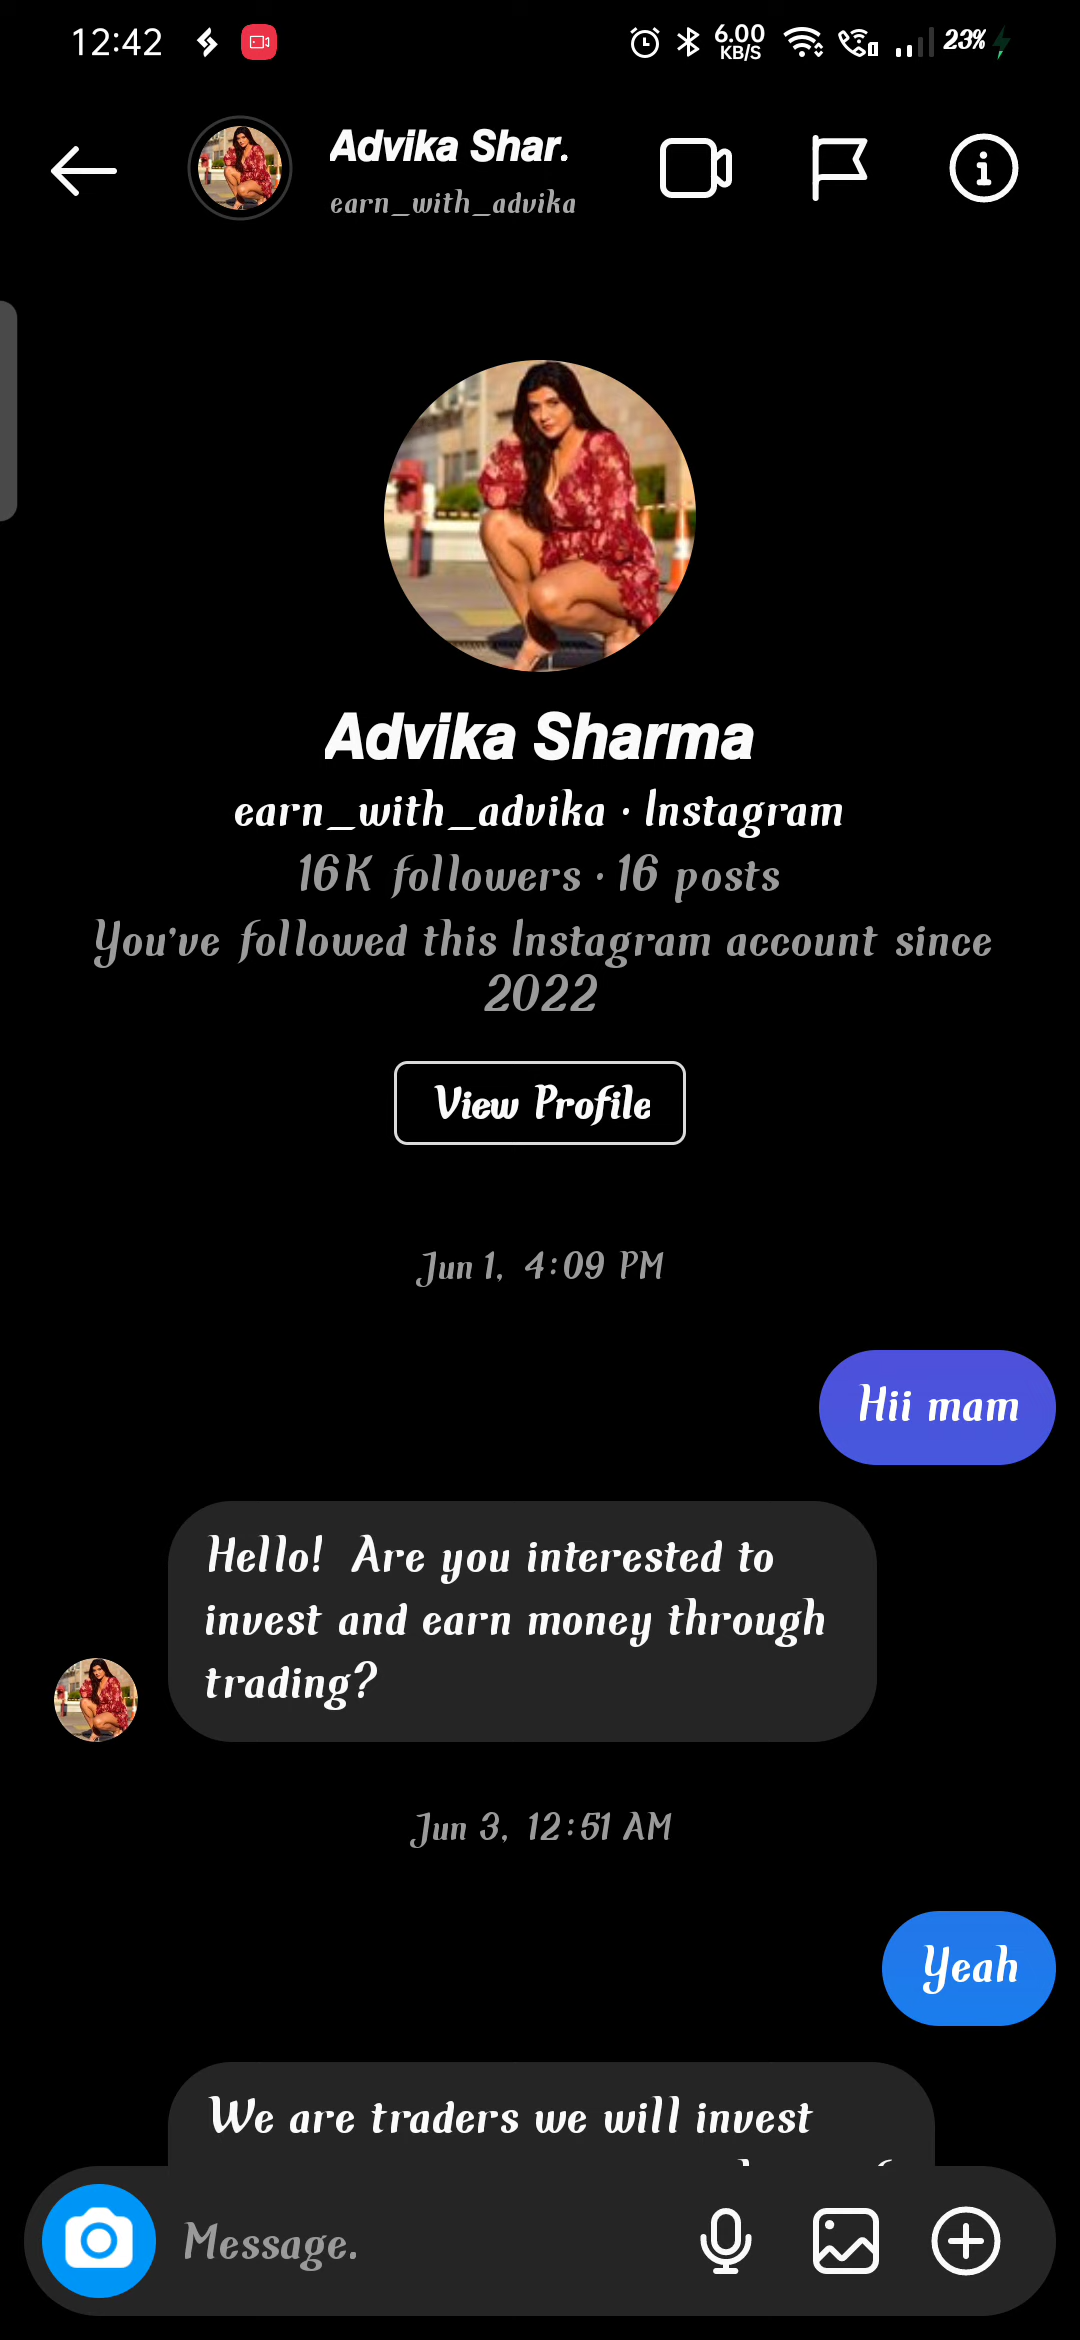 12:42
6.00
KB/S
23%
Advika Shar.
earn_with_advika
Advika Sharma
earn_with_advika · Instagram
16K followers · 16 posts
You've followed this Instagram account since
2022
View Profile
Jun 1, 4:09 PM
Hii mam
Hello! Are you interested to
invest and earn money through
trading?
Jun 3, 12:51 AM
Yeah
We are traders we will invest
Message.